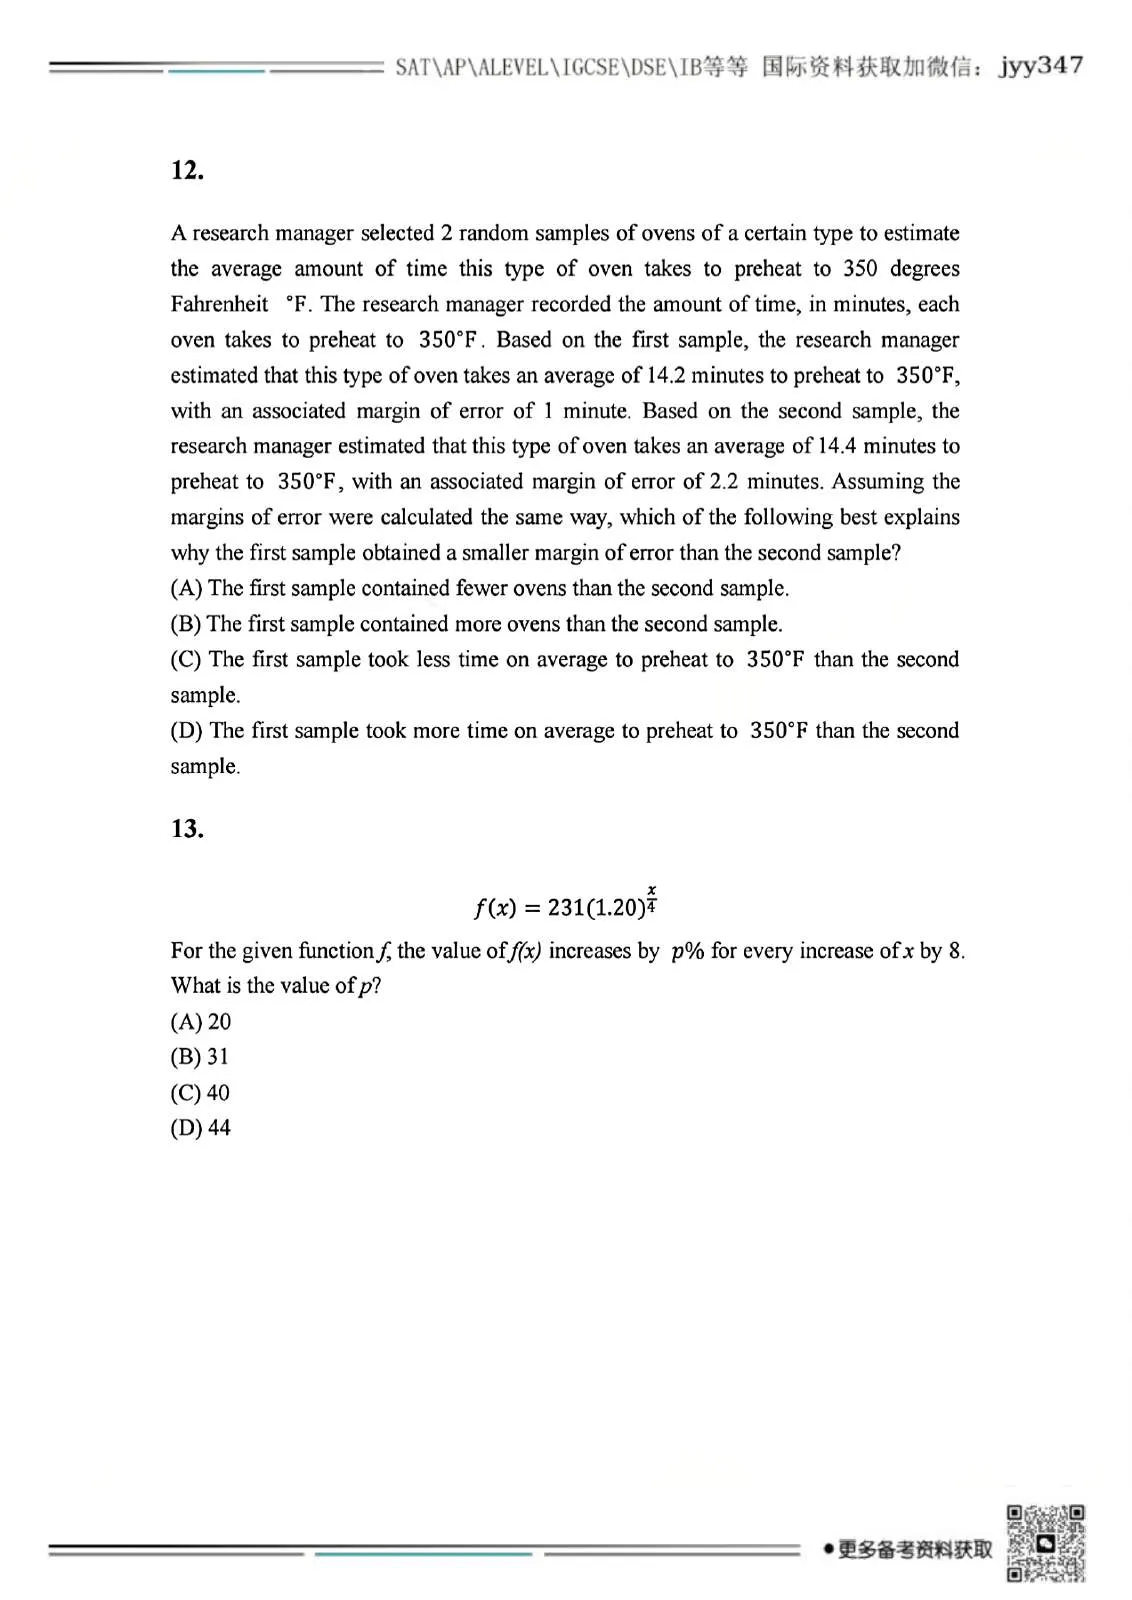 SAT\AP\ALEVEL\IGCSE\DSE\IB等等 国际资料获取加微信：jyy347
12.
A research manager selected 2 random samples of ovens of a certain type to estimate
the average amount of time this type of oven takes to preheat to 350 degrees
Fahrenheit °F. The research manager recorded the amount of time, in minutes, each
oven takes to preheat to 350°F. Based on the first sample, the research manager
estimated that this type of oven takes an average of 14.2 minutes to preheat to 350°F,
with an associated margin of error of 1 minute. Based on the second sample, the
research manager estimated that this type of oven takes an average of 14.4 minutes to
preheat to 350°F, with an associated margin of error of 2.2 minutes. Assuming the
margins of error were calculated the same way, which of the following best explains
why the first sample obtained a smaller margin of error than the second sample?
(A) The first sample contained fewer ovens than the second sample.
(B) The first sample contained more ovens than the second sample.
(C) The first sample took less time on average to preheat to 350°F than the second
sample.
(D) The first sample took more time on average to preheat to 350°F than the second
sample.
13.
f(x) = 231(1.20)^(x/4)
For the given function f, the value of f(x) increases by p% for every increase of x by 8.
What is the value of p?
(A) 20
(B) 31
(C) 40
(D) 44
●更多备考资料获取